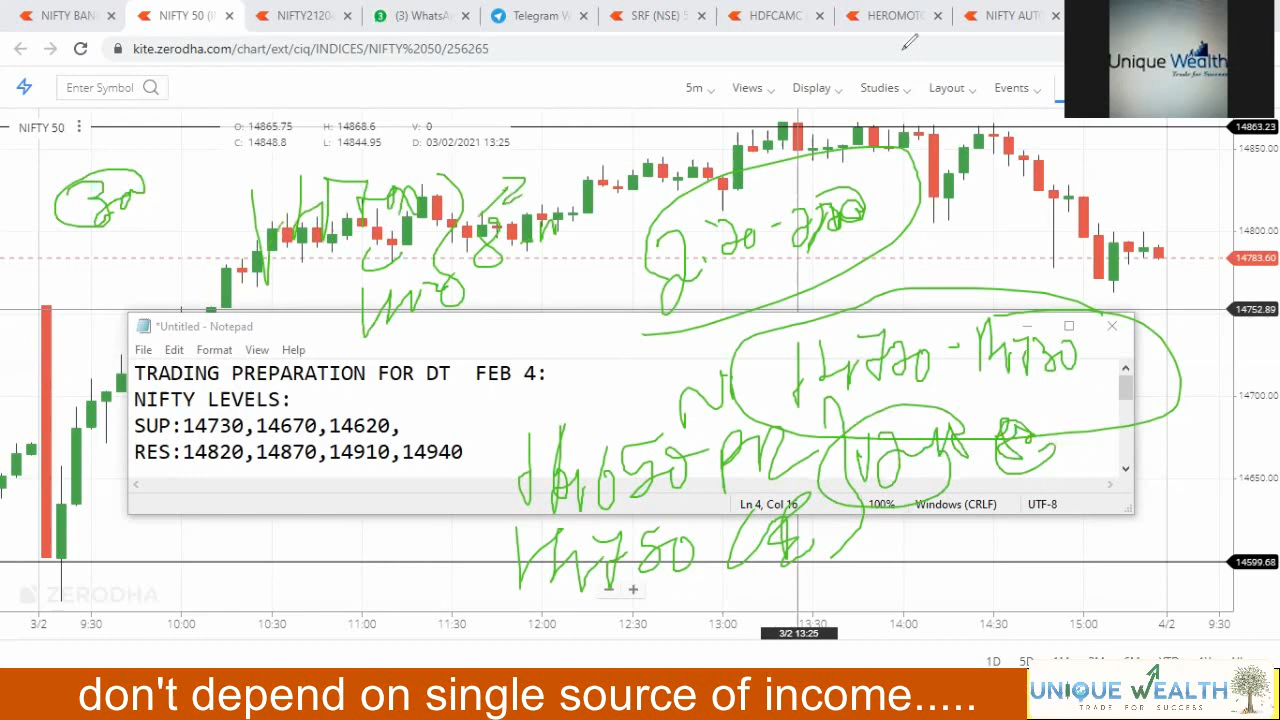 NIFTY BAN
NIFTY 50 (I
NIFTY2120
(3) WhatsA
Telegram W
SRF (NSE) 5
HDFCAMC (
HEROMOTO
NIFTY AUTO
kite.zerodha.com/chart/ext/ciq/INDICES/NIFTY%2050/256265
Unique Wealth
Trade for Success
Enter Symbol
5m
Views
Display
Studies
Layout
Events
NIFTY 50
O: 14865.75 H: 14868.6 V: 0
C: 14848.8 L: 14844.95 D: 03/02/2021 13:25
14863.23
14850.00
14800.00
14783.60
14752.89
14700.00
14650.00
14599.68
*Untitled - Notepad
File Edit Format View Help
TRADING PREPARATION FOR DT FEB 4:
NIFTY LEVELS:
SUP:14730,14670,14620,
RES:14820,14870,14910,14940
Ln 4, Col 16
100%
Windows (CRLF)
UTF-8
14720 - 14730
14650
14750 CE
ZERODHA
3/2 9:30 10:00 10:30 11:00 11:30 12:00 12:30 13:00 13:30 14:00 14:30 15:00 4/2 9:30
3/2 13:25
1D
don't depend on single source of income.....
UNIQUE WEALTH
TRADE FOR SUCCESS